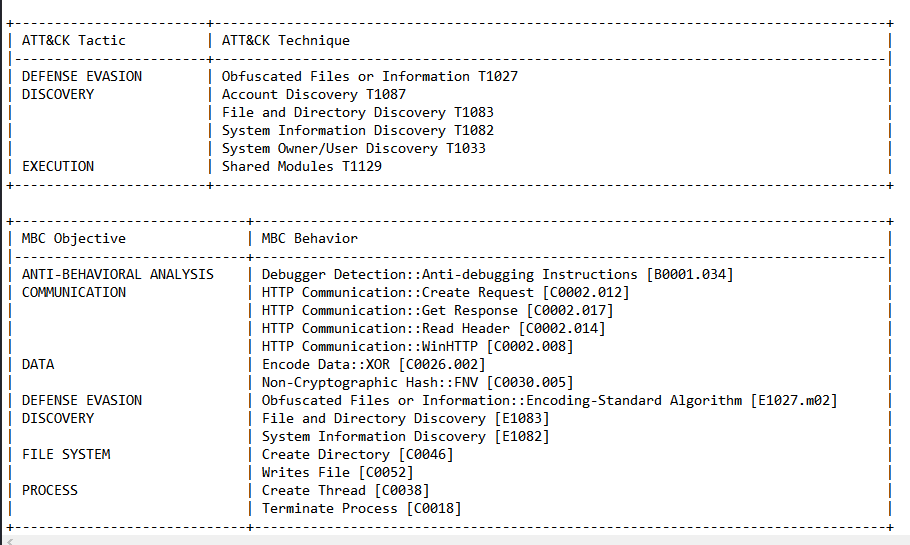 ATT&CK Tactic | ATT&CK Technique
DEFENSE EVASION | Obfuscated Files or Information T1027
DISCOVERY | Account Discovery T1087
| File and Directory Discovery T1083
| System Information Discovery T1082
| System Owner/User Discovery T1033
EXECUTION | Shared Modules T1129
MBC Objective | MBC Behavior
ANTI-BEHAVIORAL ANALYSIS | Debugger Detection::Anti-debugging Instructions [B0001.034]
COMMUNICATION | HTTP Communication::Create Request [C0002.012]
| HTTP Communication::Get Response [C0002.017]
| HTTP Communication::Read Header [C0002.014]
| HTTP Communication::WinHTTP [C0002.008]
DATA | Encode Data::XOR [C0026.002]
| Non-Cryptographic Hash::FNV [C0030.005]
DEFENSE EVASION | Obfuscated Files or Information::Encoding-Standard Algorithm [E1027.m02]
DISCOVERY | File and Directory Discovery [E1083]
| System Information Discovery [E1082]
FILE SYSTEM | Create Directory [C0046]
| Writes File [C0052]
PROCESS | Create Thread [C0038]
| Terminate Process [C0018]